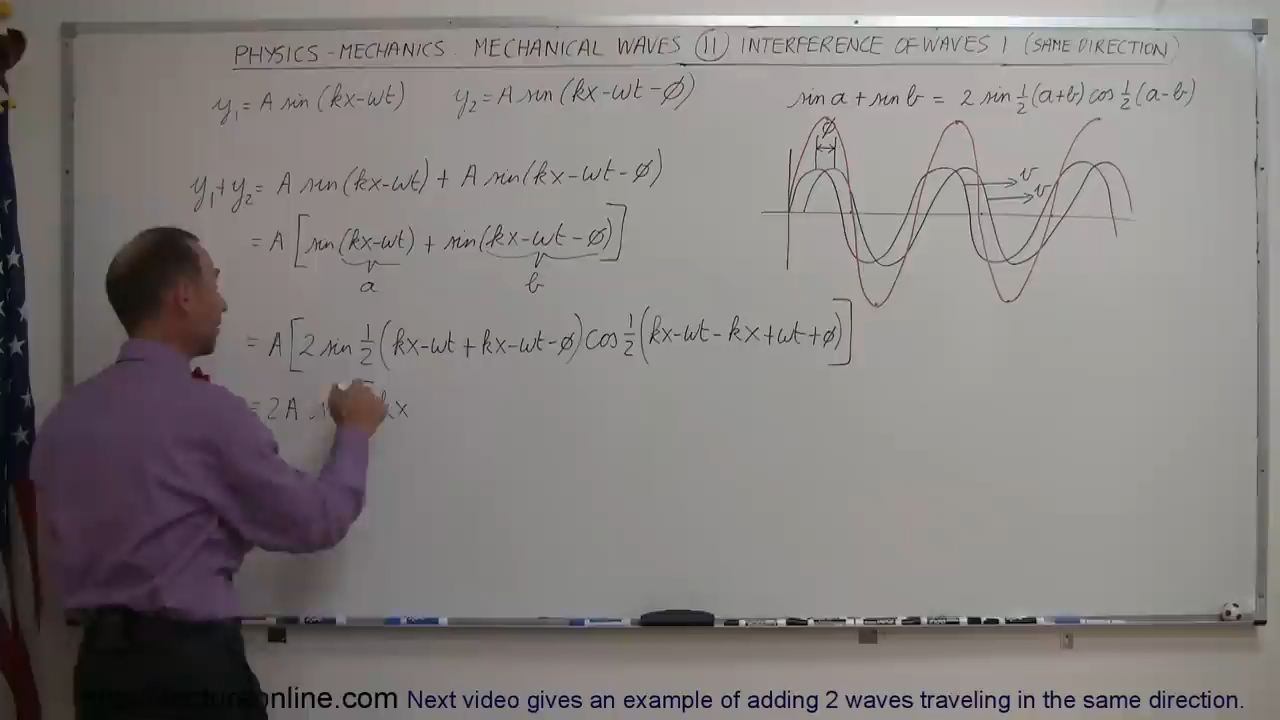 PHYSICS - MECHANICS MECHANICAL WAVES (11) INTERFERENCE OF WAVES 1 (SAME DIRECTION)
y₁ = A sin (kx-ωt) y₂ = A sin (kx-ωt-φ)
sin a + sin b = 2 sin ½(a+b) cos ½(a-b)
φ
v
v
y₁+y₂ = A sin(kx-ωt) + A sin(kx-ωt-φ)
= A [sin(kx-ωt) + sin(kx-ωt-φ)]
a b
= A [2 sin ½(kx-ωt+kx-ωt-φ) cos ½(kx-ωt-kx+ωt+φ)]
= 2A kx
online.com Next video gives an example of adding 2 waves traveling in the same direction.